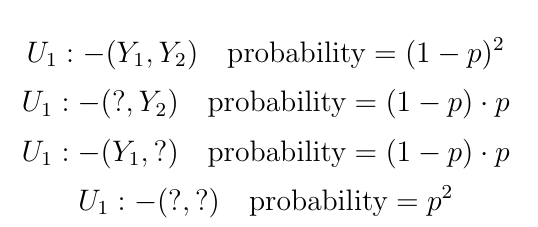 U₁ : −(Y₁, Y₂) probability = (1 − p)²
U₁ : −(?, Y₂) probability = (1 − p) · p
U₁ : −(Y₁, ?) probability = (1 − p) · p
U₁ : −(?, ?) probability = p²